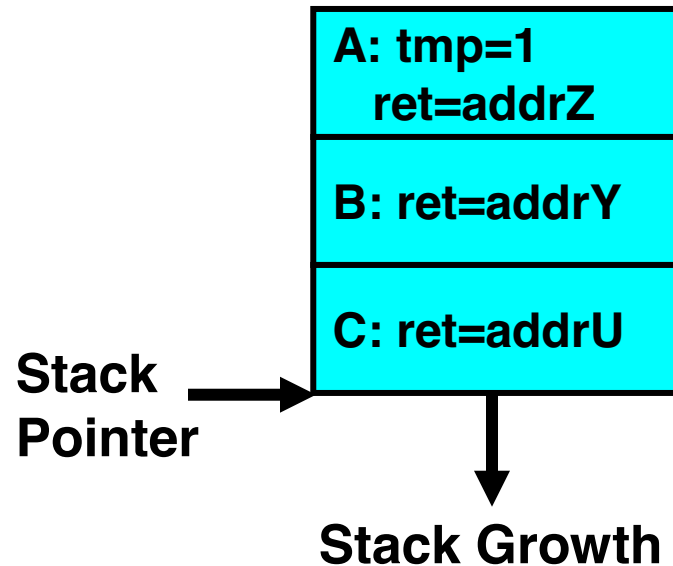 A: tmp=1
ret=addrZ
B: ret=addrY
C: ret=addrU
Stack
Pointer
Stack Growth